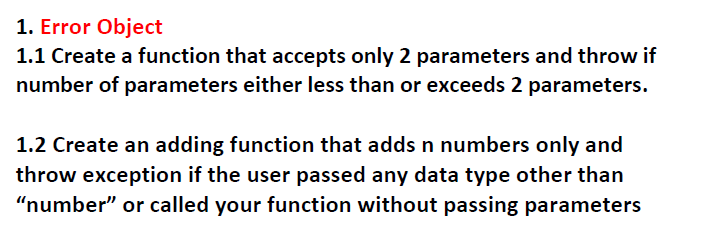 1. Error Object
1.1 Create a function that accepts only 2 parameters and throw if
number of parameters either less than or exceeds 2 parameters.
1.2 Create an adding function that adds n numbers only and
throw exception if the user passed any data type other than
“number” or called your function without passing parameters